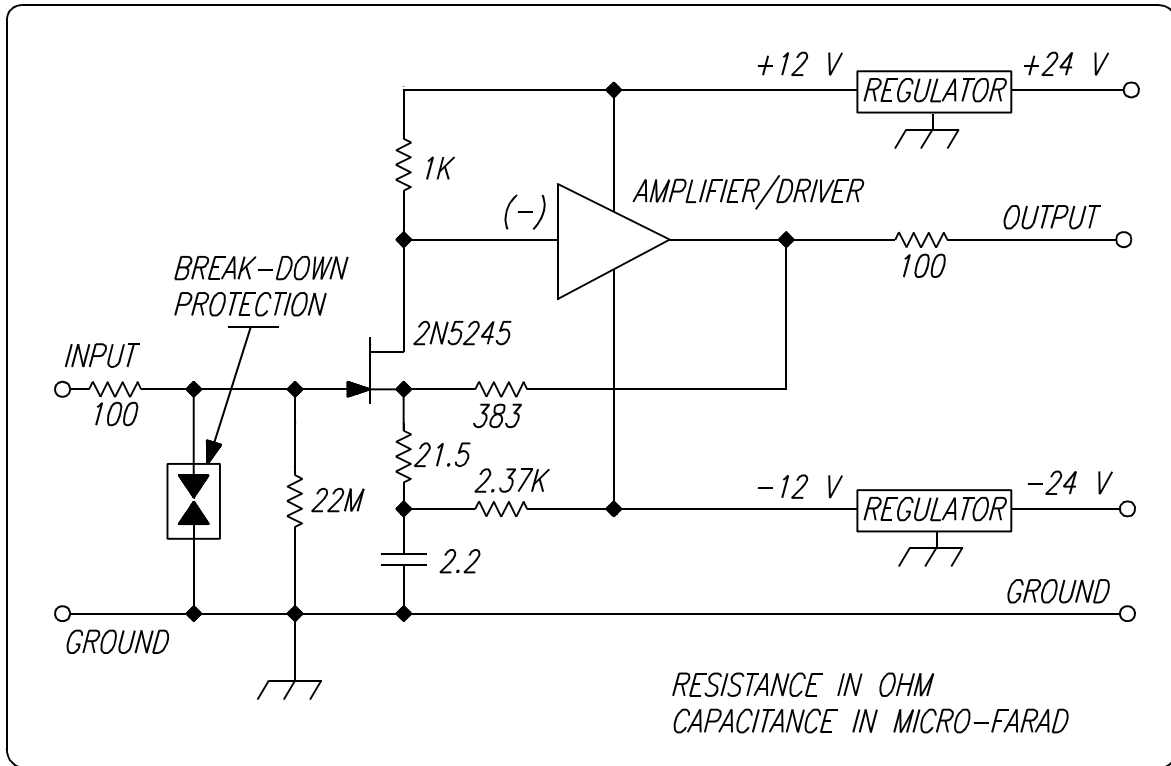 +12 V
REGULATOR
+24 V
1K
(-)
AMPLIFIER/DRIVER
OUTPUT
100
BREAK-DOWN
PROTECTION
2N5245
INPUT
100
383
21.5
2.37K
22M
-12 V
REGULATOR
-24 V
2.2
GROUND
GROUND
RESISTANCE IN OHM
CAPACITANCE IN MICRO-FARAD